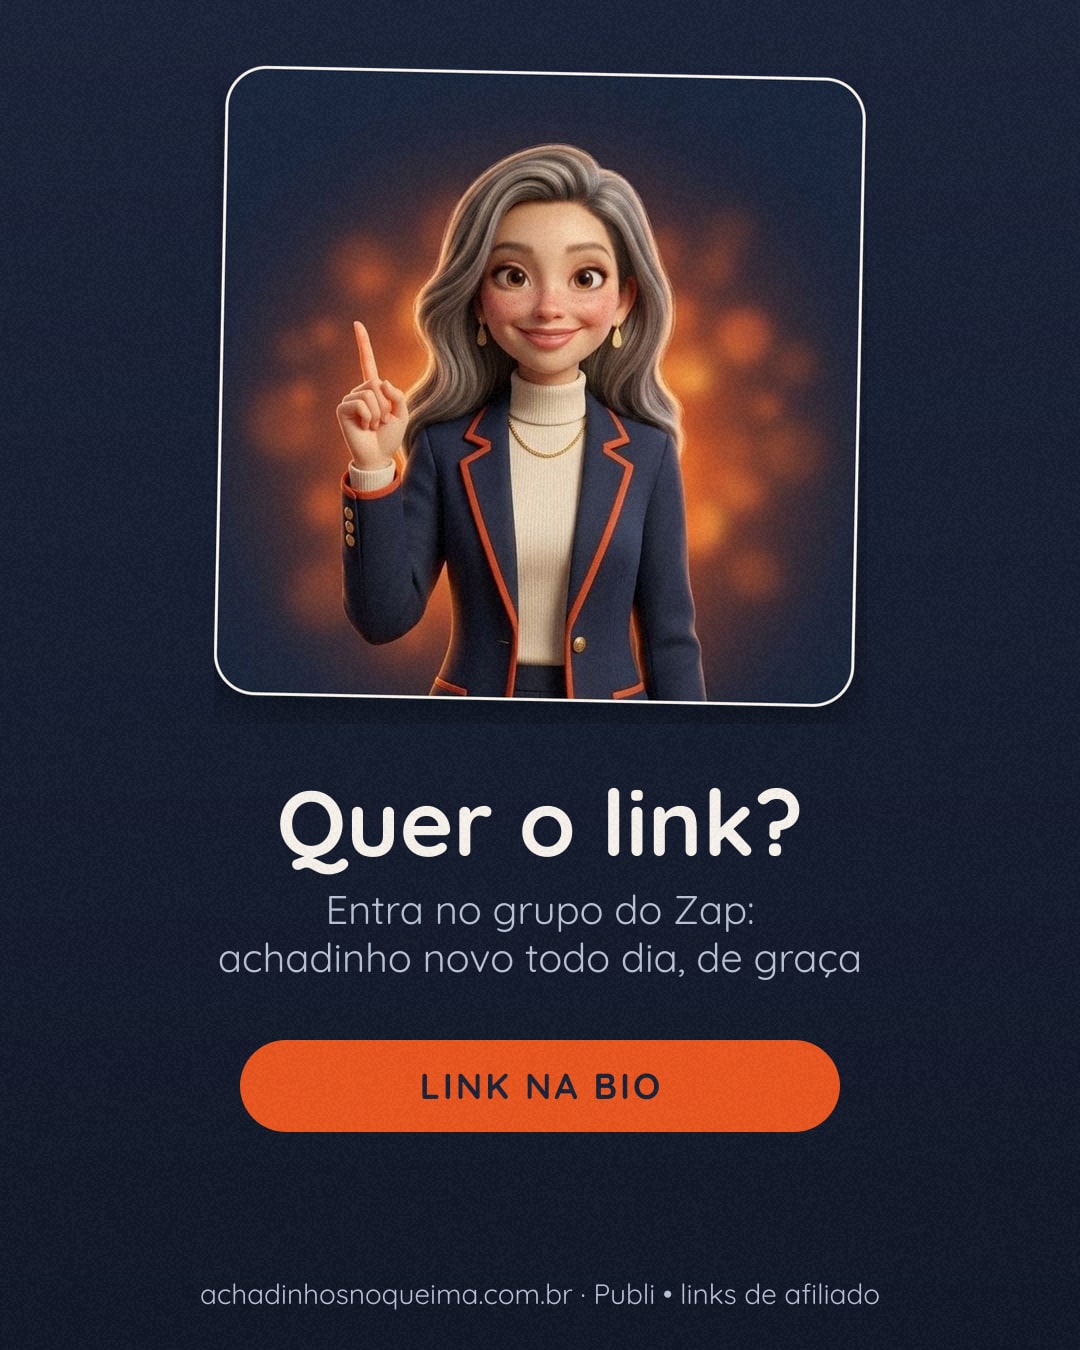 Quer o link?
Entra no grupo do Zap:
achadinho novo todo dia, de graça
LINK NA BIO
achadinhosnoqueima.com.br · Publi • links de afiliado